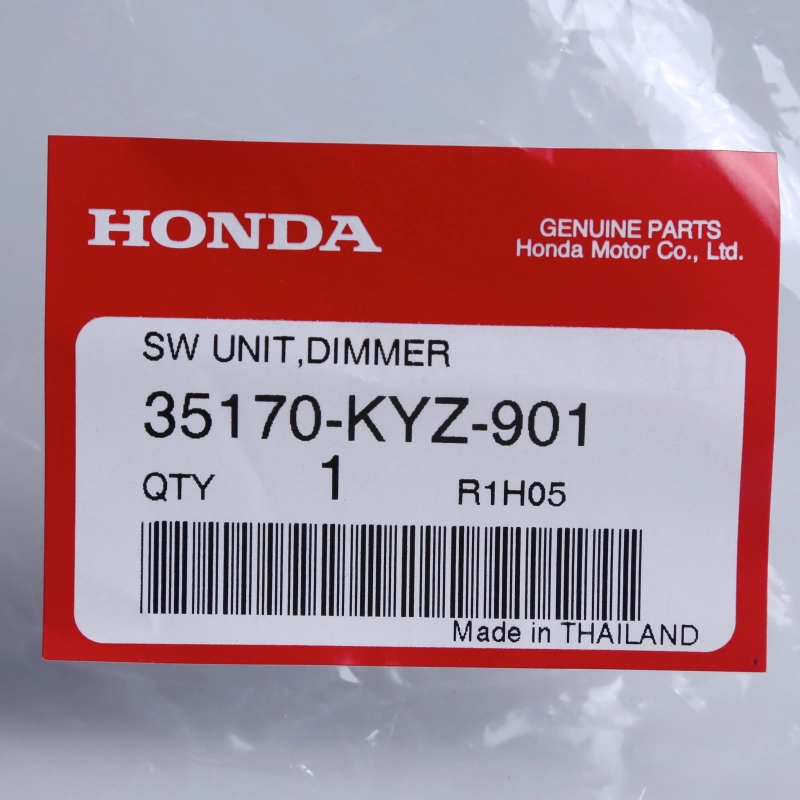 HONDA
GENUINE PARTS
Honda Motor Co., Ltd.
SW UNIT,DIMMER
35170-KYZ-901
QTY 1 R1H05
Made in THAILAND